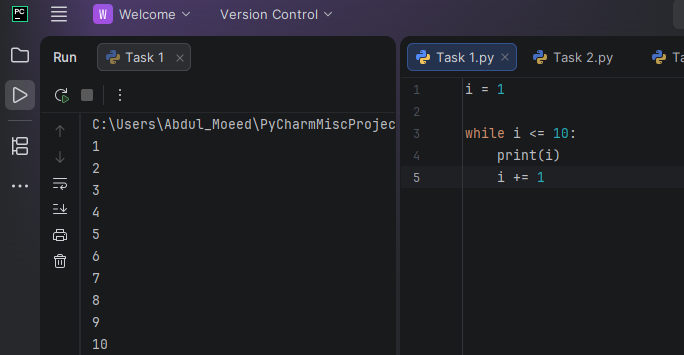 PC
W Welcome Version Control
Run Task 1
Task 1.py Task 2.py Ta
C:\Users\Abdul_Moeed\PyCharmMiscProjec
1
2
3
4
5
6
7
8
9
10
1 i = 1
2
3 while i <= 10:
4     print(i)
5     i += 1